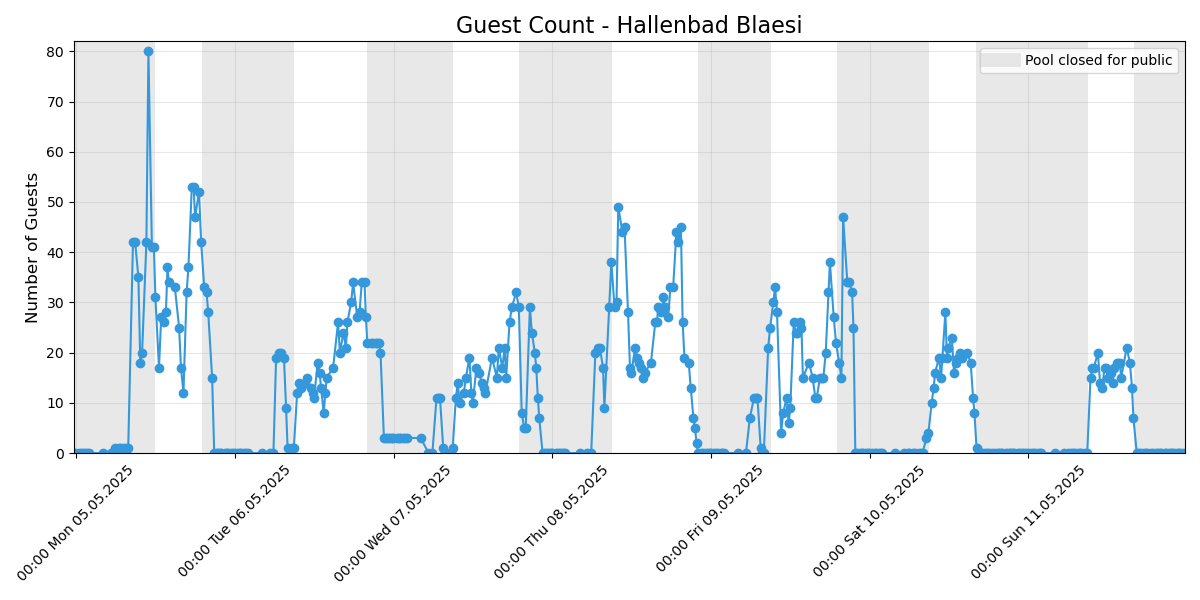 Guest Count - Hallenbad Blaesi
Pool closed for public
Number of Guests
80
70
60
50
40
30
20
10
0
00:00 Mon 05.05.2025
00:00 Tue 06.05.2025
00:00 Wed 07.05.2025
00:00 Thu 08.05.2025
00:00 Fri 09.05.2025
00:00 Sat 10.05.2025
00:00 Sun 11.05.2025